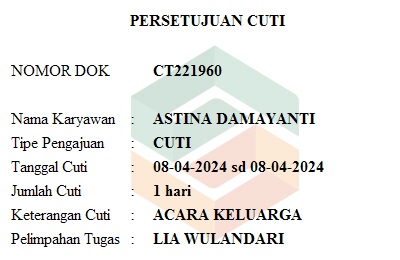 PERSETUJUAN CUTI
NOMOR DOK CT221960
Nama Karyawan : ASTINA DAMAYANTI
Tipe Pengajuan : CUTI
Tanggal Cuti : 08-04-2024 sd 08-04-2024
Jumlah Cuti : 1 hari
Keterangan Cuti : ACARA KELUARGA
Pelimpahan Tugas : LIA WULANDARI